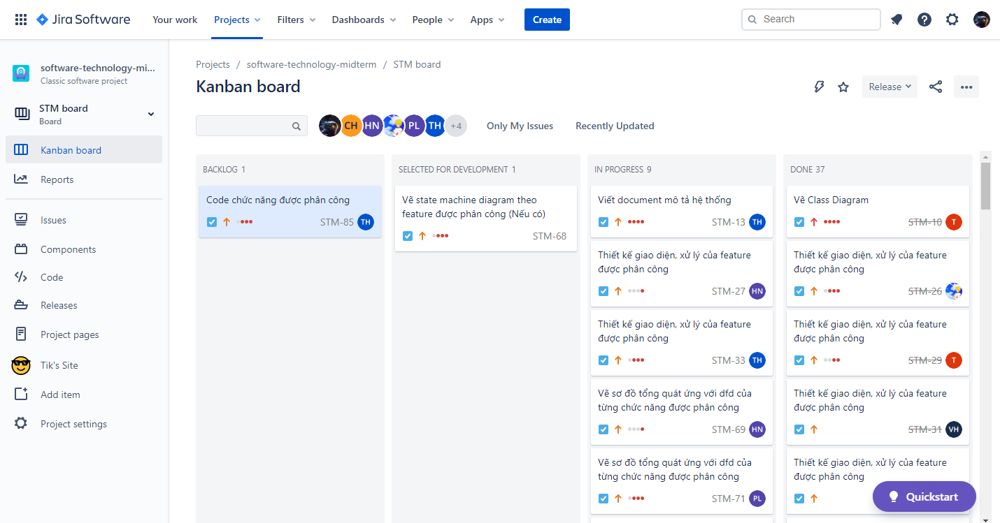 Jira Software
Your work
Projects
Filters
Dashboards
People
Apps
Create
Search
software-technology-mi...
Classic software project
STM board
Board
Kanban board
Reports
Issues
Components
Code
Releases
Project pages
Tik's Site
Add item
Project settings
Projects / software-technology-midterm / STM board
Kanban board
Release
CH
HN
PL
TH
+4
Only My Issues
Recently Updated
BACKLOG 1
Code chức năng được phân công
STM-85 TH
SELECTED FOR DEVELOPMENT 1
Vẽ state machine diagram theo
feature được phân công (Nếu có)
STM-68
IN PROGRESS 9
Viết document mô tả hệ thống
STM-13 TH
Thiết kế giao diện, xử lý của feature
được phân công
STM-27 HN
Thiết kế giao diện, xử lý của feature
được phân công
STM-33 TH
Vẽ sơ đồ tổng quát ứng với dfd của
từng chức năng được phân công
STM-69 HN
Vẽ sơ đồ tổng quát ứng với dfd của
từng chức năng được phân công
STM-71 PL
DONE 37
Vẽ Class Diagram
STM-10 T
Thiết kế giao diện, xử lý của feature
được phân công
STM-26
Thiết kế giao diện, xử lý của feature
được phân công
STM-29 T
Thiết kế giao diện, xử lý của feature
được phân công
STM-31 VH
Thiết kế giao diện, xử lý của feature
được phân công
Quickstart